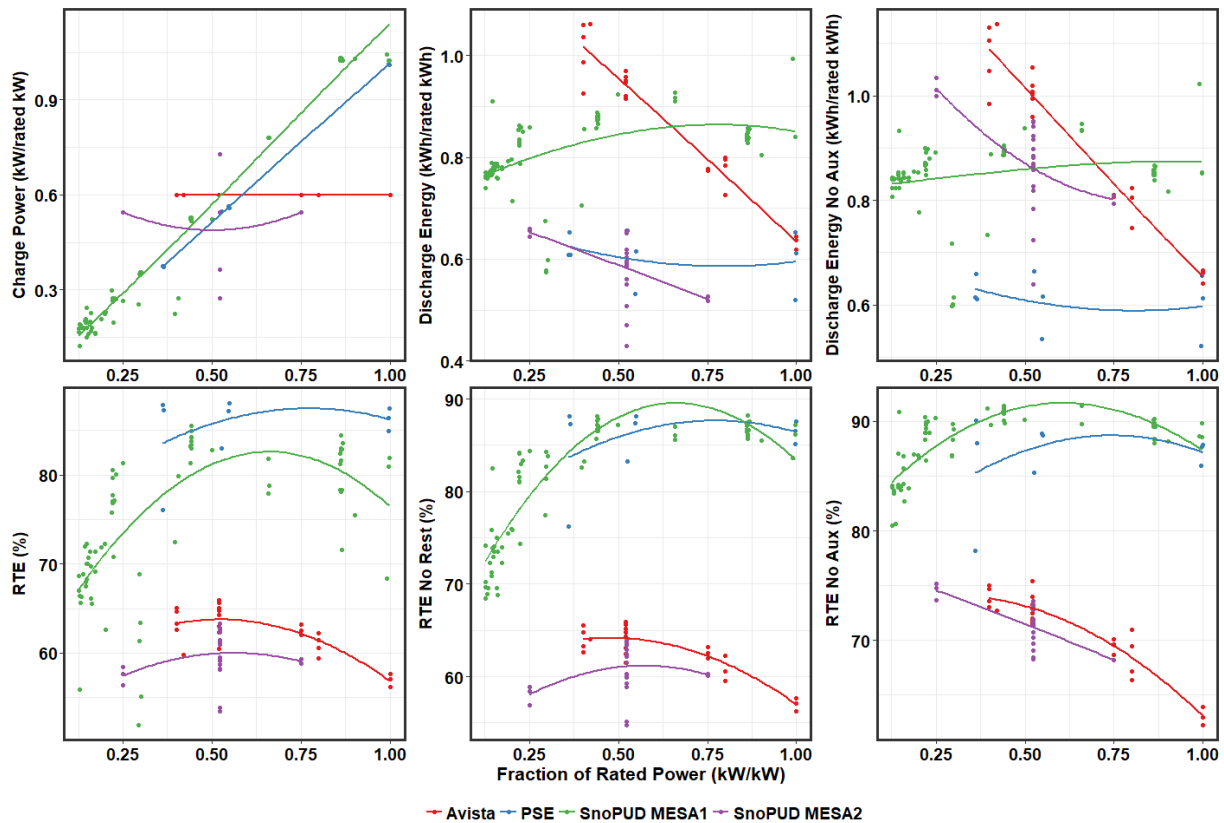 Charge Power (kW/rated kW)
0.9
0.6
0.3
0.25 0.50 0.75 1.00
Discharge Energy (kWh/rated kWh)
1.0
0.8
0.6
0.4
0.25 0.50 0.75 1.00
Discharge Energy No Aux (kWh/rated kWh)
1.0
0.8
0.6
0.25 0.50 0.75 1.00
RTE (%)
80
70
60
0.25 0.50 0.75 1.00
RTE No Rest (%)
90
80
70
60
0.25 0.50 0.75 1.00
RTE No Aux (%)
90
80
70
0.25 0.50 0.75 1.00
Fraction of Rated Power (kW/kW)
Avista PSE SnoPUD MESA1 SnoPUD MESA2